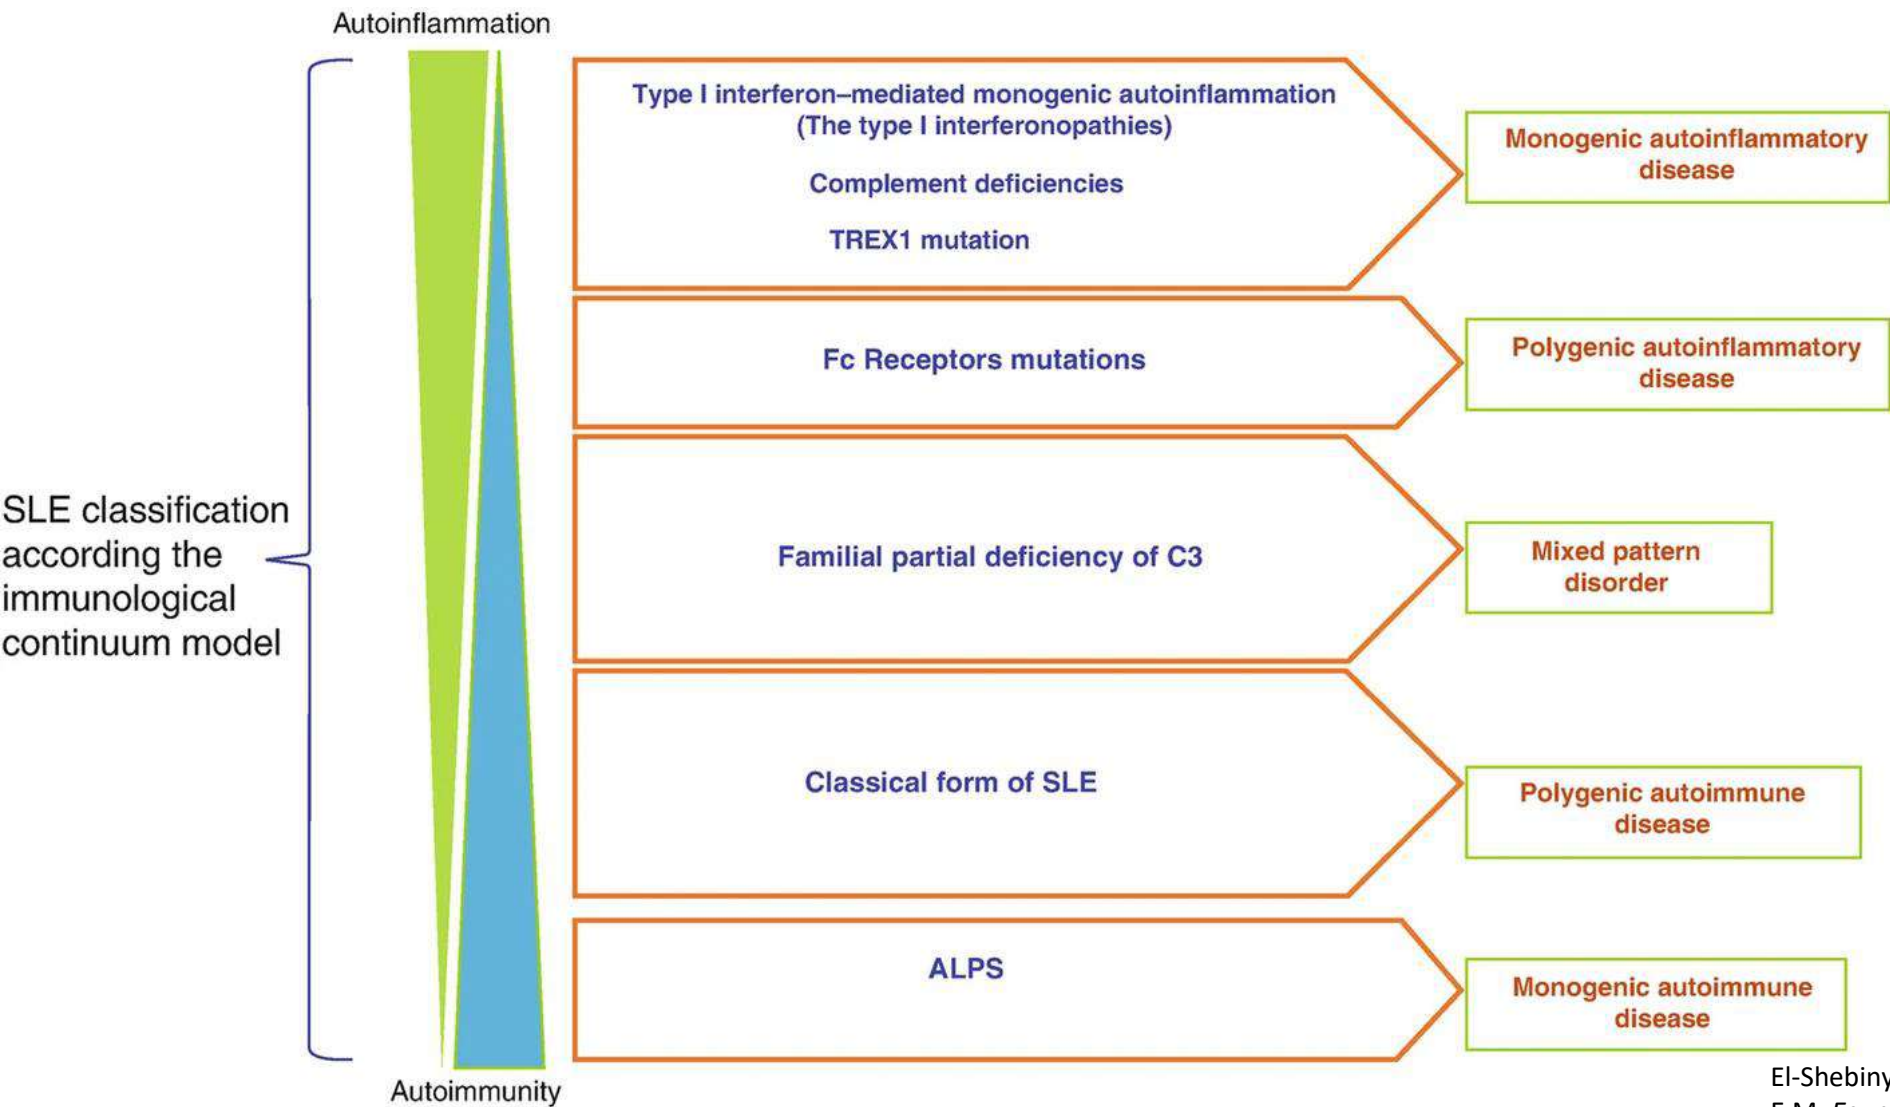 Autoinflammation
Type I interferon–mediated monogenic autoinflammation
(The type I interferonopathies)
Complement deficiencies
TREX1 mutation
Monogenic autoinflammatory
disease
Fc Receptors mutations
Polygenic autoinflammatory
disease
SLE classification
according the
immunological
continuum model
Familial partial deficiency of C3
Mixed pattern
disorder
Classical form of SLE
Polygenic autoimmune
disease
ALPS
Monogenic autoimmune
disease
Autoimmunity
El-Shebiny